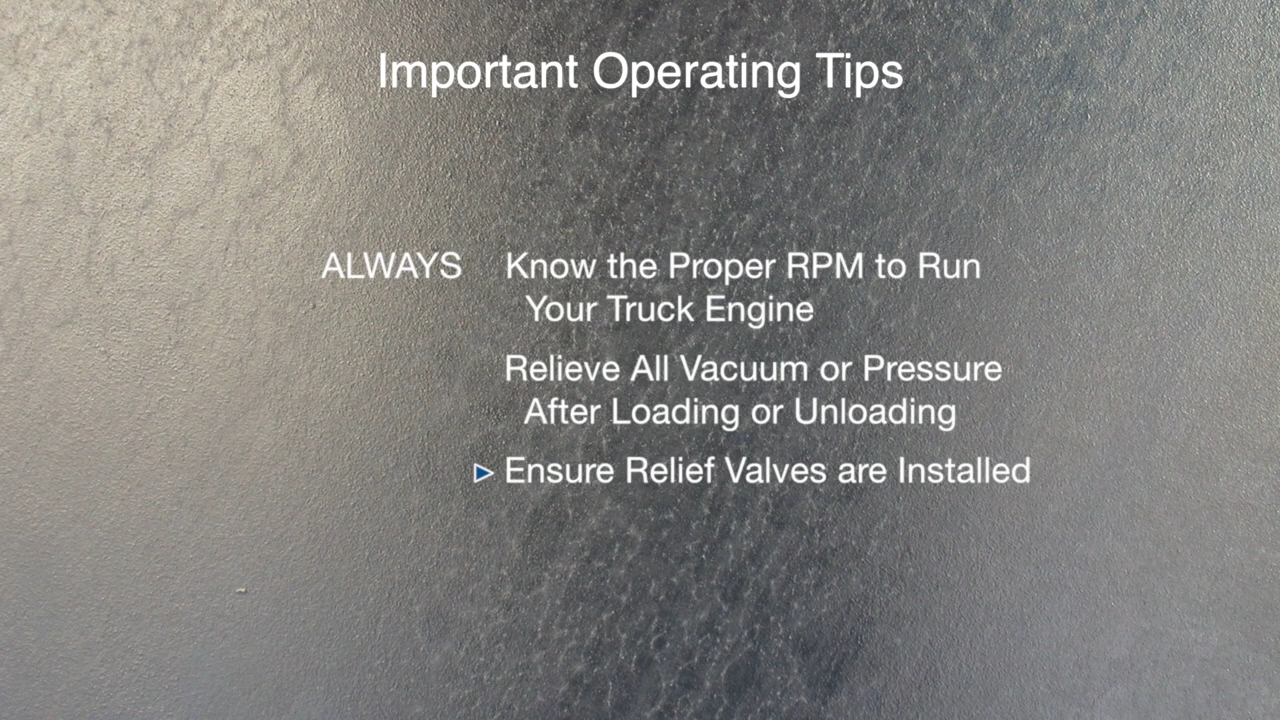 Important Operating Tips
ALWAYS Know the Proper RPM to Run
Your Truck Engine
Relieve All Vacuum or Pressure
After Loading or Unloading
Ensure Relief Valves are Installed